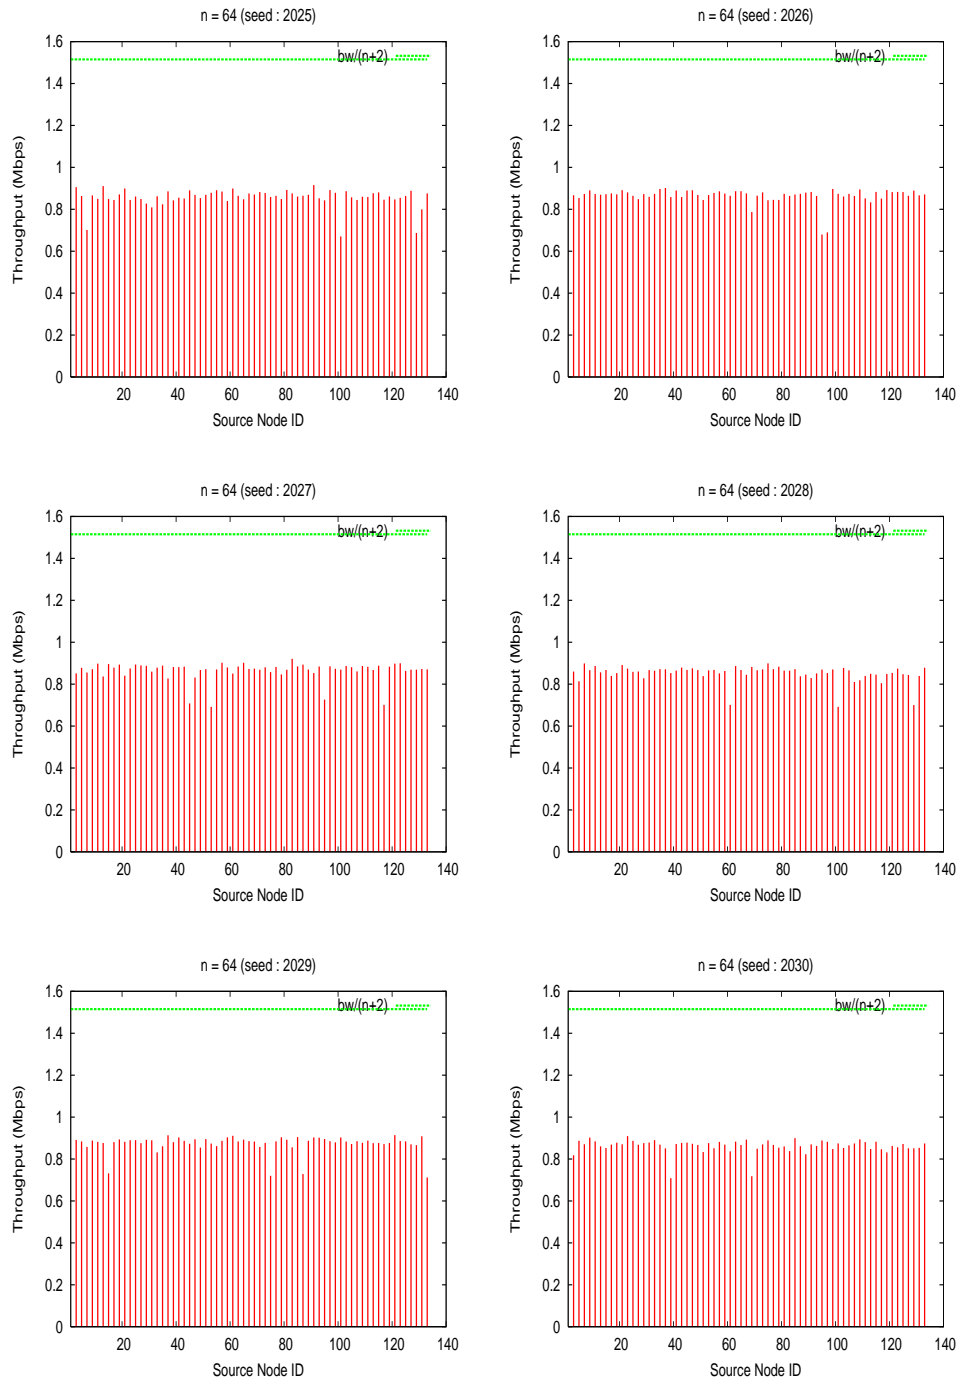 n = 64 (seed : 2025)
bw/(n+2)
Throughput (Mbps)
1.6
1.4
1.2
1
0.8
0.6
0.4
0.2
0
20 40 60 80 100 120 140
Source Node ID
n = 64 (seed : 2026)
bw/(n+2)
Throughput (Mbps)
1.6
1.4
1.2
1
0.8
0.6
0.4
0.2
0
20 40 60 80 100 120 140
Source Node ID
n = 64 (seed : 2027)
bw/(n+2)
Throughput (Mbps)
1.6
1.4
1.2
1
0.8
0.6
0.4
0.2
0
20 40 60 80 100 120 140
Source Node ID
n = 64 (seed : 2028)
bw/(n+2)
Throughput (Mbps)
1.6
1.4
1.2
1
0.8
0.6
0.4
0.2
0
20 40 60 80 100 120 140
Source Node ID
n = 64 (seed : 2029)
bw/(n+2)
Throughput (Mbps)
1.6
1.4
1.2
1
0.8
0.6
0.4
0.2
0
20 40 60 80 100 120 140
Source Node ID
n = 64 (seed : 2030)
bw/(n+2)
Throughput (Mbps)
1.6
1.4
1.2
1
0.8
0.6
0.4
0.2
0
20 40 60 80 100 120 140
Source Node ID